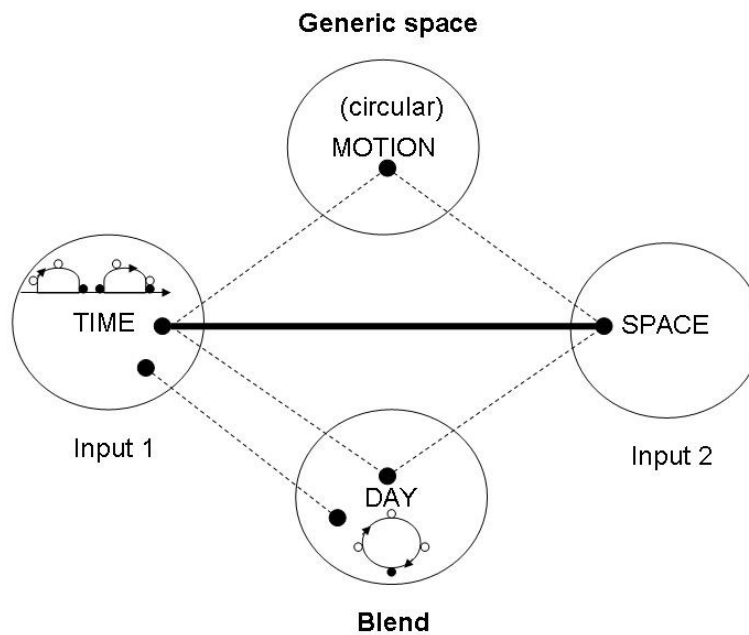 Generic space
(circular)
MOTION
TIME
SPACE
Input 1
Input 2
DAY
Blend